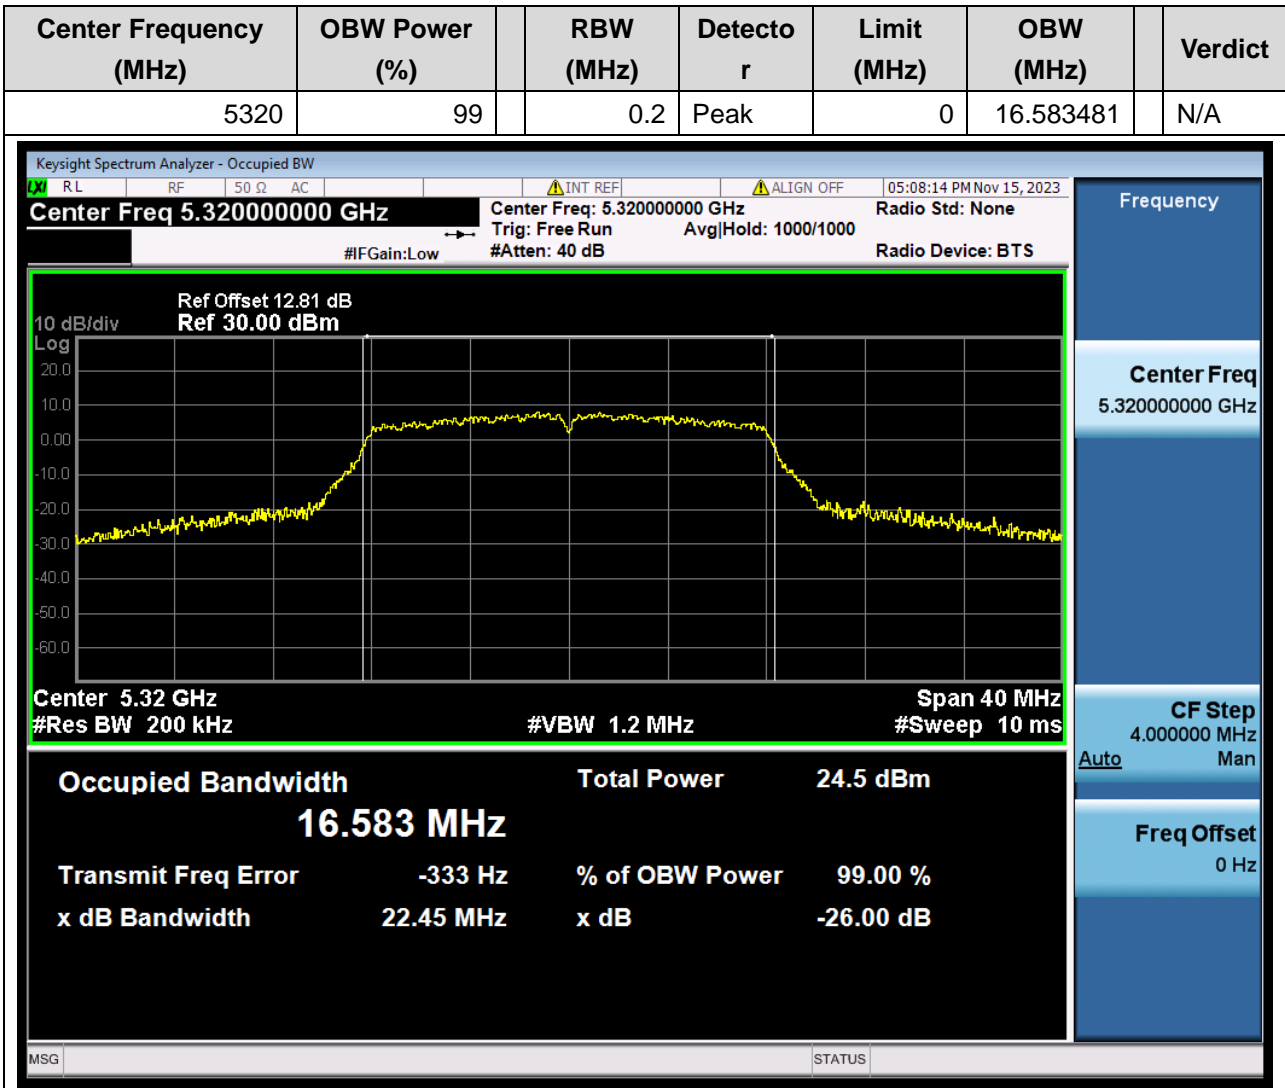 Center Frequency (MHz) OBW Power (%) RBW (MHz) Detecto r Limit (MHz) OBW (MHz) Verdict
5320 99 0.2 Peak 0 16.583481 N/A
Keysight Spectrum Analyzer - Occupied BW
LXI RL RF 50 Ω AC INT REF ALIGN OFF 05:08:14 PM Nov 15, 2023
Center Freq 5.320000000 GHz
Center Freq: 5.320000000 GHz Radio Std: None
Trig: Free Run Avg|Hold: 1000/1000
#IFGain:Low #Atten: 40 dB Radio Device: BTS
Frequency
Ref Offset 12.81 dB
10 dB/div Ref 30.00 dBm
Log
20.0
10.0
0.00
-10.0
-20.0
-30.0
-40.0
-50.0
-60.0
Center 5.32 GHz Span 40 MHz
#Res BW 200 kHz #VBW 1.2 MHz #Sweep 10 ms
Center Freq
5.320000000 GHz
CF Step
4.000000 MHz
Auto Man
Freq Offset
0 Hz
Occupied Bandwidth Total Power 24.5 dBm
16.583 MHz
Transmit Freq Error -333 Hz % of OBW Power 99.00 %
x dB Bandwidth 22.45 MHz x dB -26.00 dB
MSG STATUS